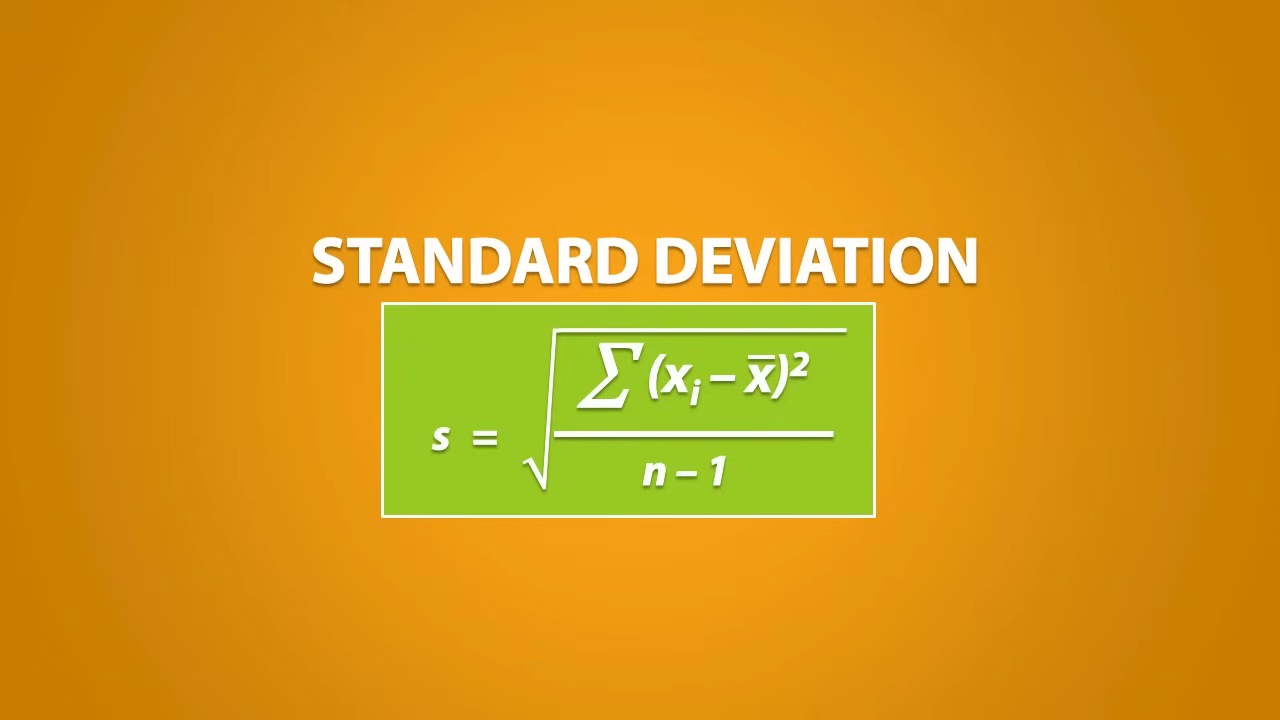 STANDARD DEVIATION
s = √(∑(xᵢ – x̅)² / (n – 1))